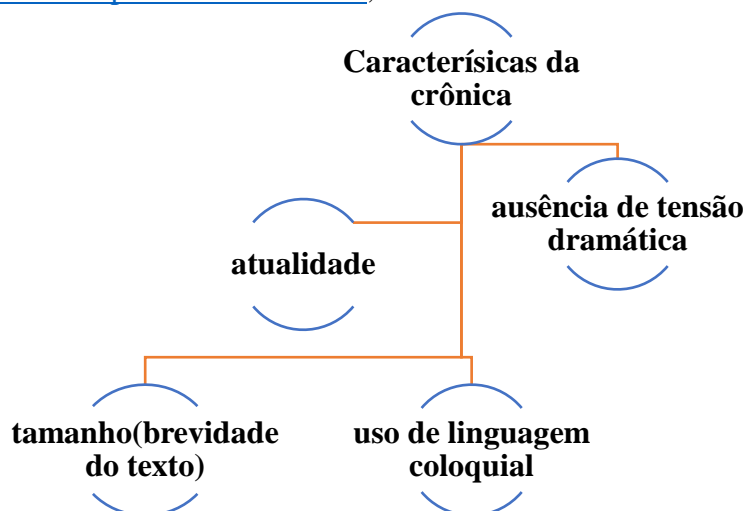 Caracterísicas da
crônica
ausência de tensão
dramática
atualidade
tamanho(brevidade
do texto)
uso de linguagem
coloquial